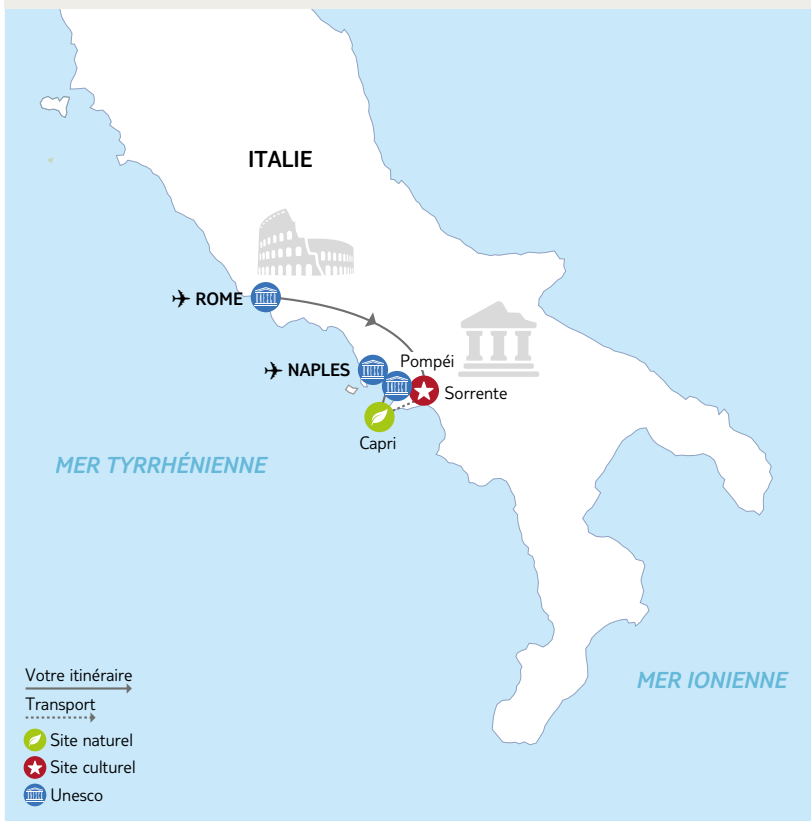 ITALIE
ROME
NAPLES
Pompéi
Sorrente
Capri
MER TYRRHÉNIENNE
MER IONIENNE
Votre itinéraire
Transport
Site naturel
Site culturel
Unesco